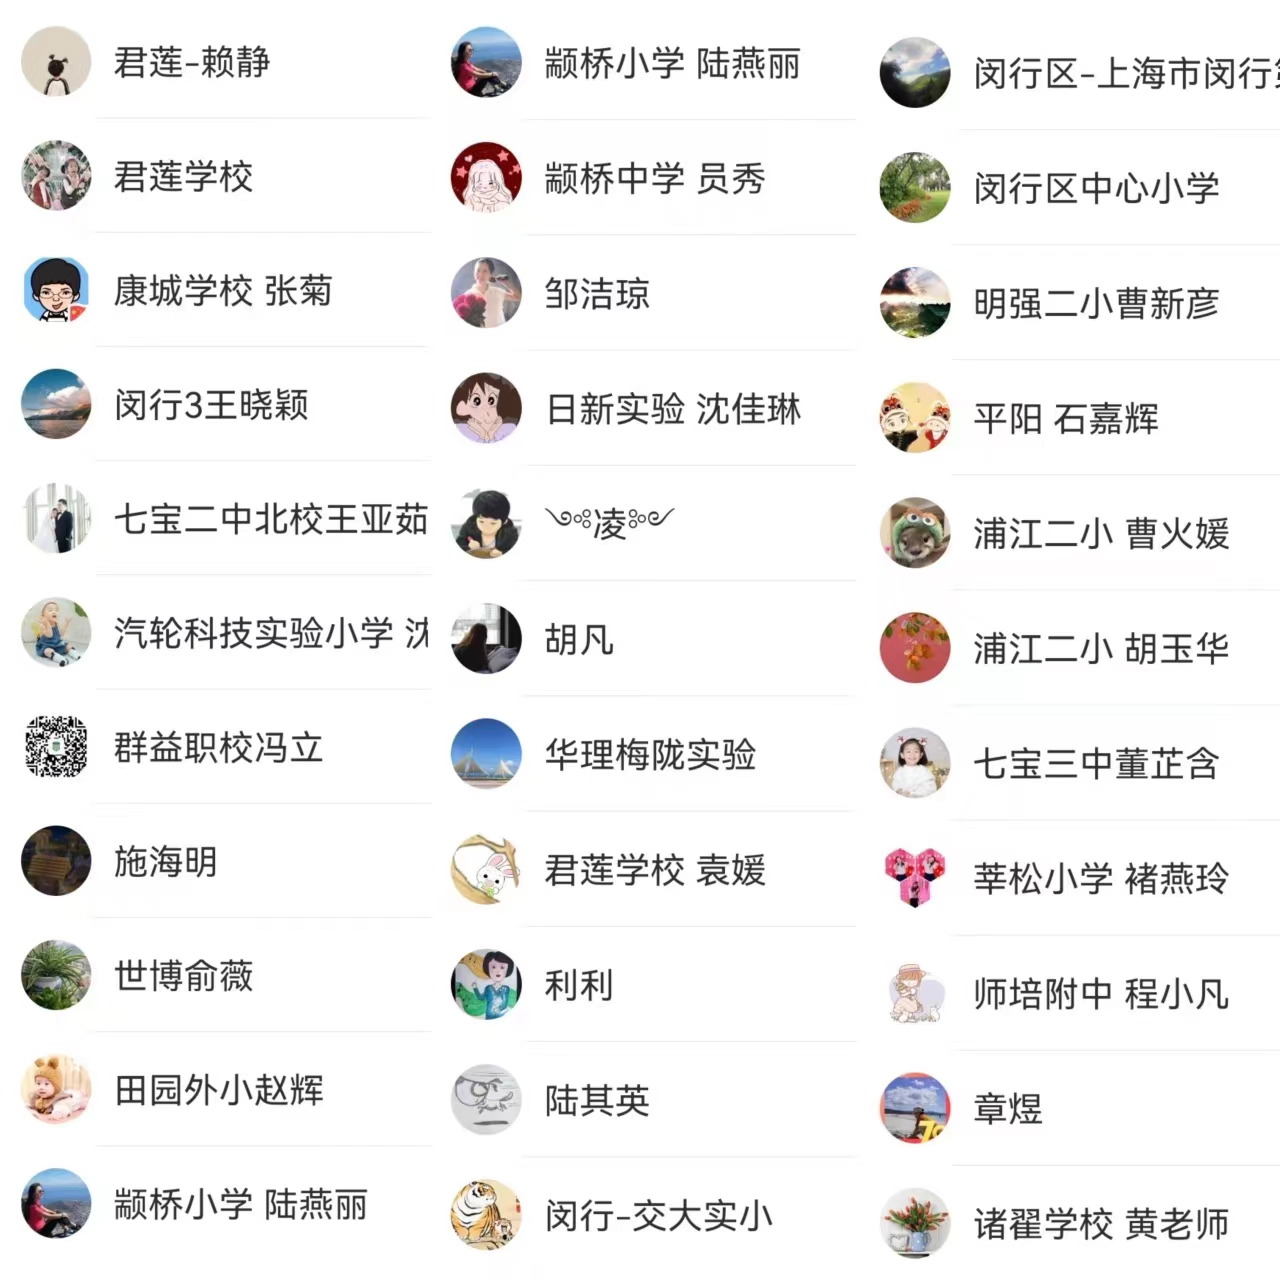 君莲-赖静
君莲学校
康城学校 张菊
闵行3王晓颖
七宝二中北校王亚茹
汽轮科技实验小学 沈
群益职校冯立
施海明
世博俞薇
田园外小赵辉
颛桥小学 陆燕丽
颛桥小学 陆燕丽
颛桥中学 员秀
邹洁琼
日新实验 沈佳琳
༺凌༻
胡凡
华理梅陇实验
君莲学校 袁媛
利利
陆其英
闵行-交大实小
闵行区-上海市闵行第
闵行区中心小学
明强二小曹新彦
平阳 石嘉辉
浦江二小 曹火媛
浦江二小 胡玉华
七宝三中董芷含
莘松小学 褚燕玲
师培附中 程小凡
章煜
诸翟学校 黄老师